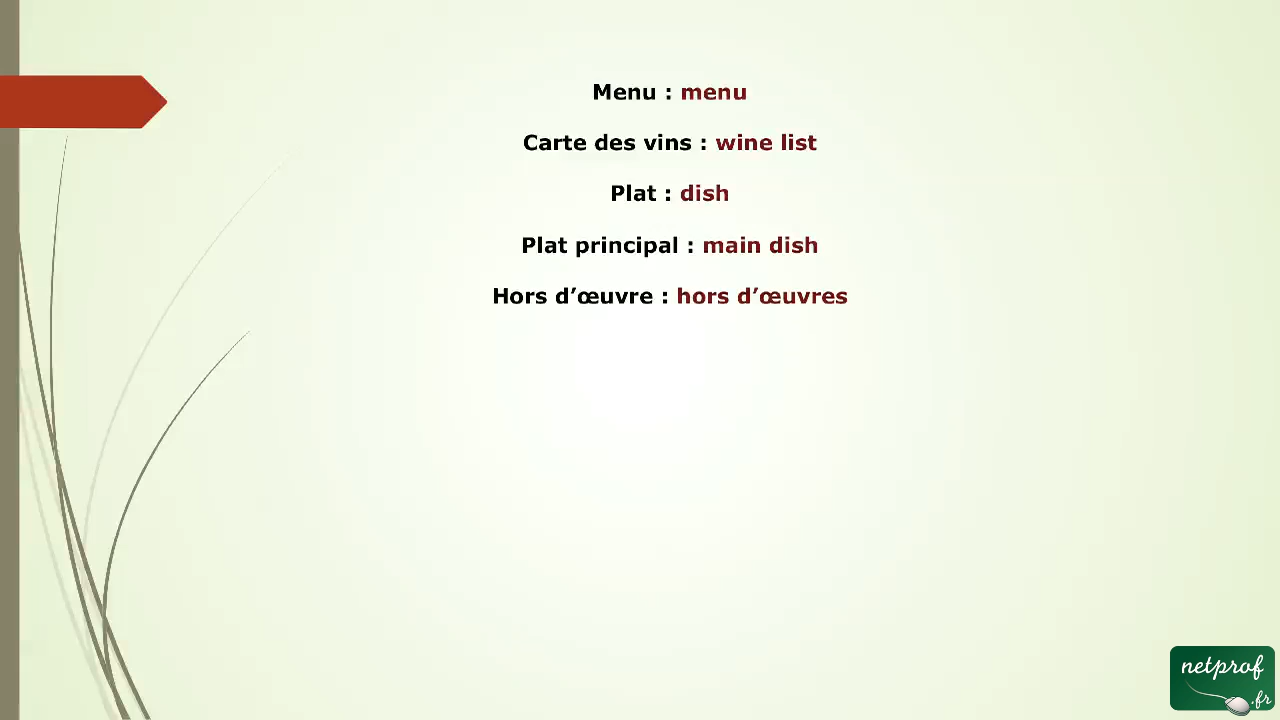 Menu : menu
Carte des vins : wine list
Plat : dish
Plat principal : main dish
Hors d’œuvre : hors d’œuvres
netprof
.fr